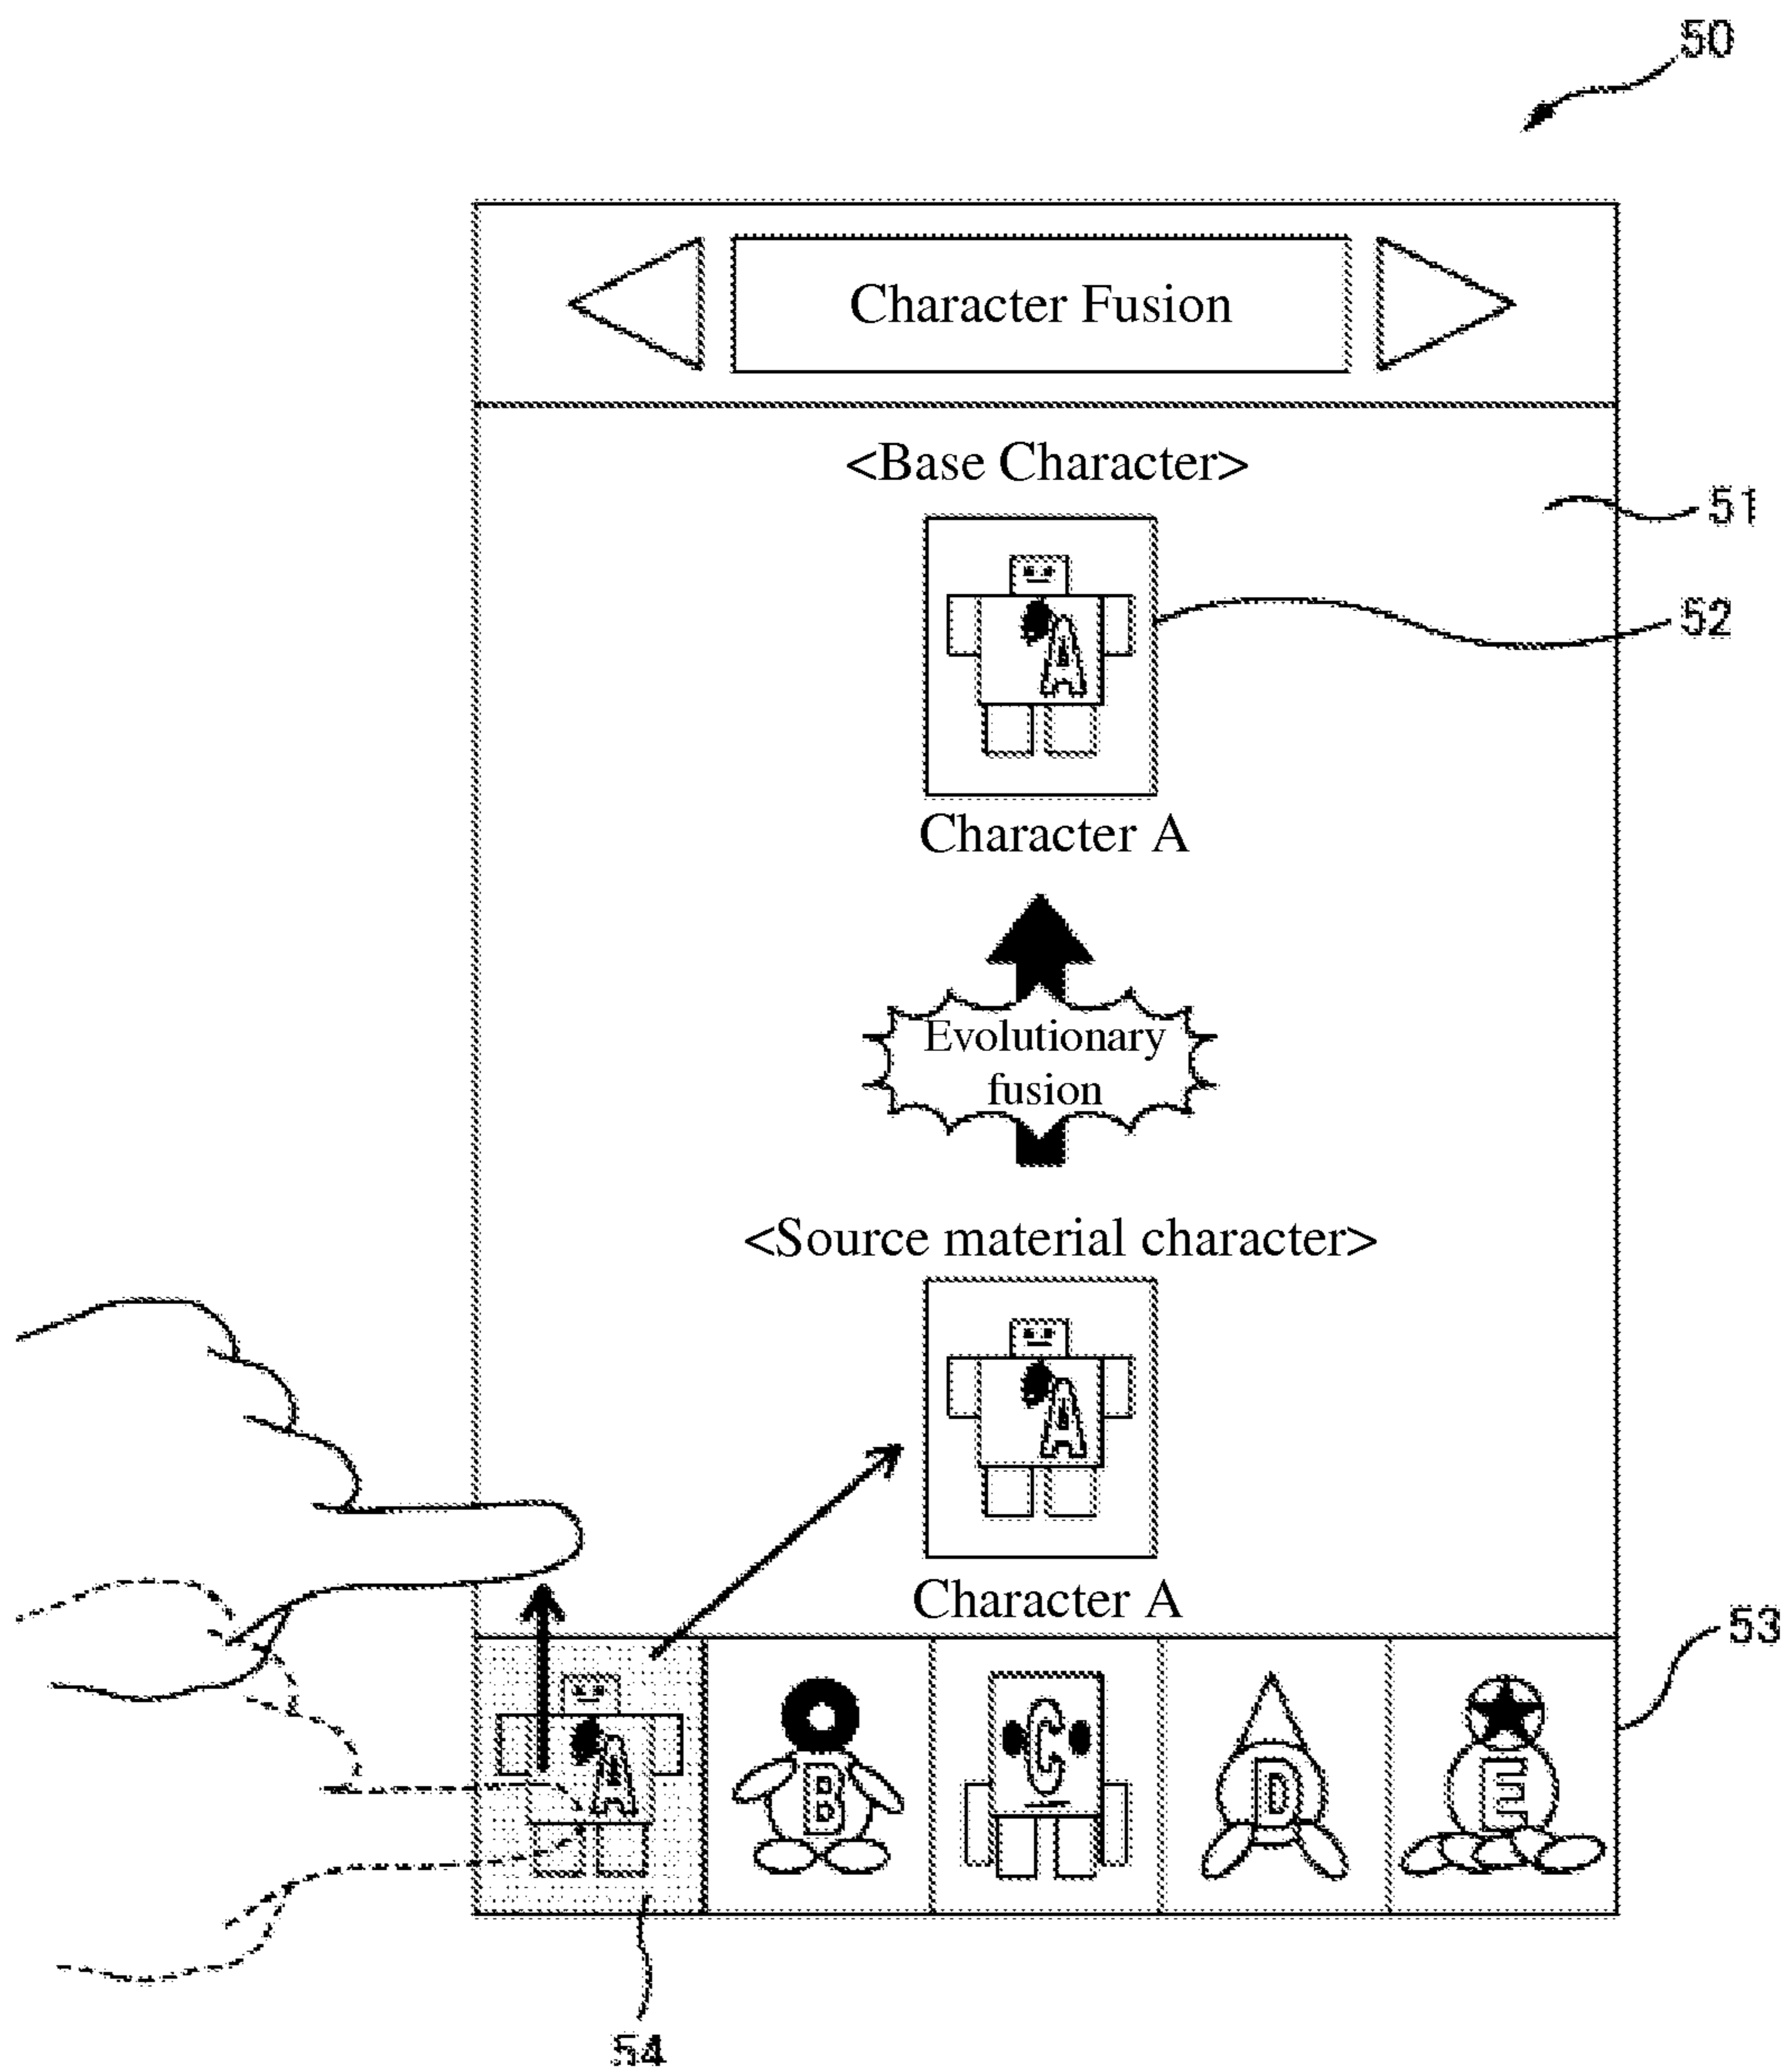 50
Character Fusion
<Base Character>
51
A
52
Character A
Evolutionary
fusion
<Source material character>
A
Character A
53
A
B
C
D
E
54